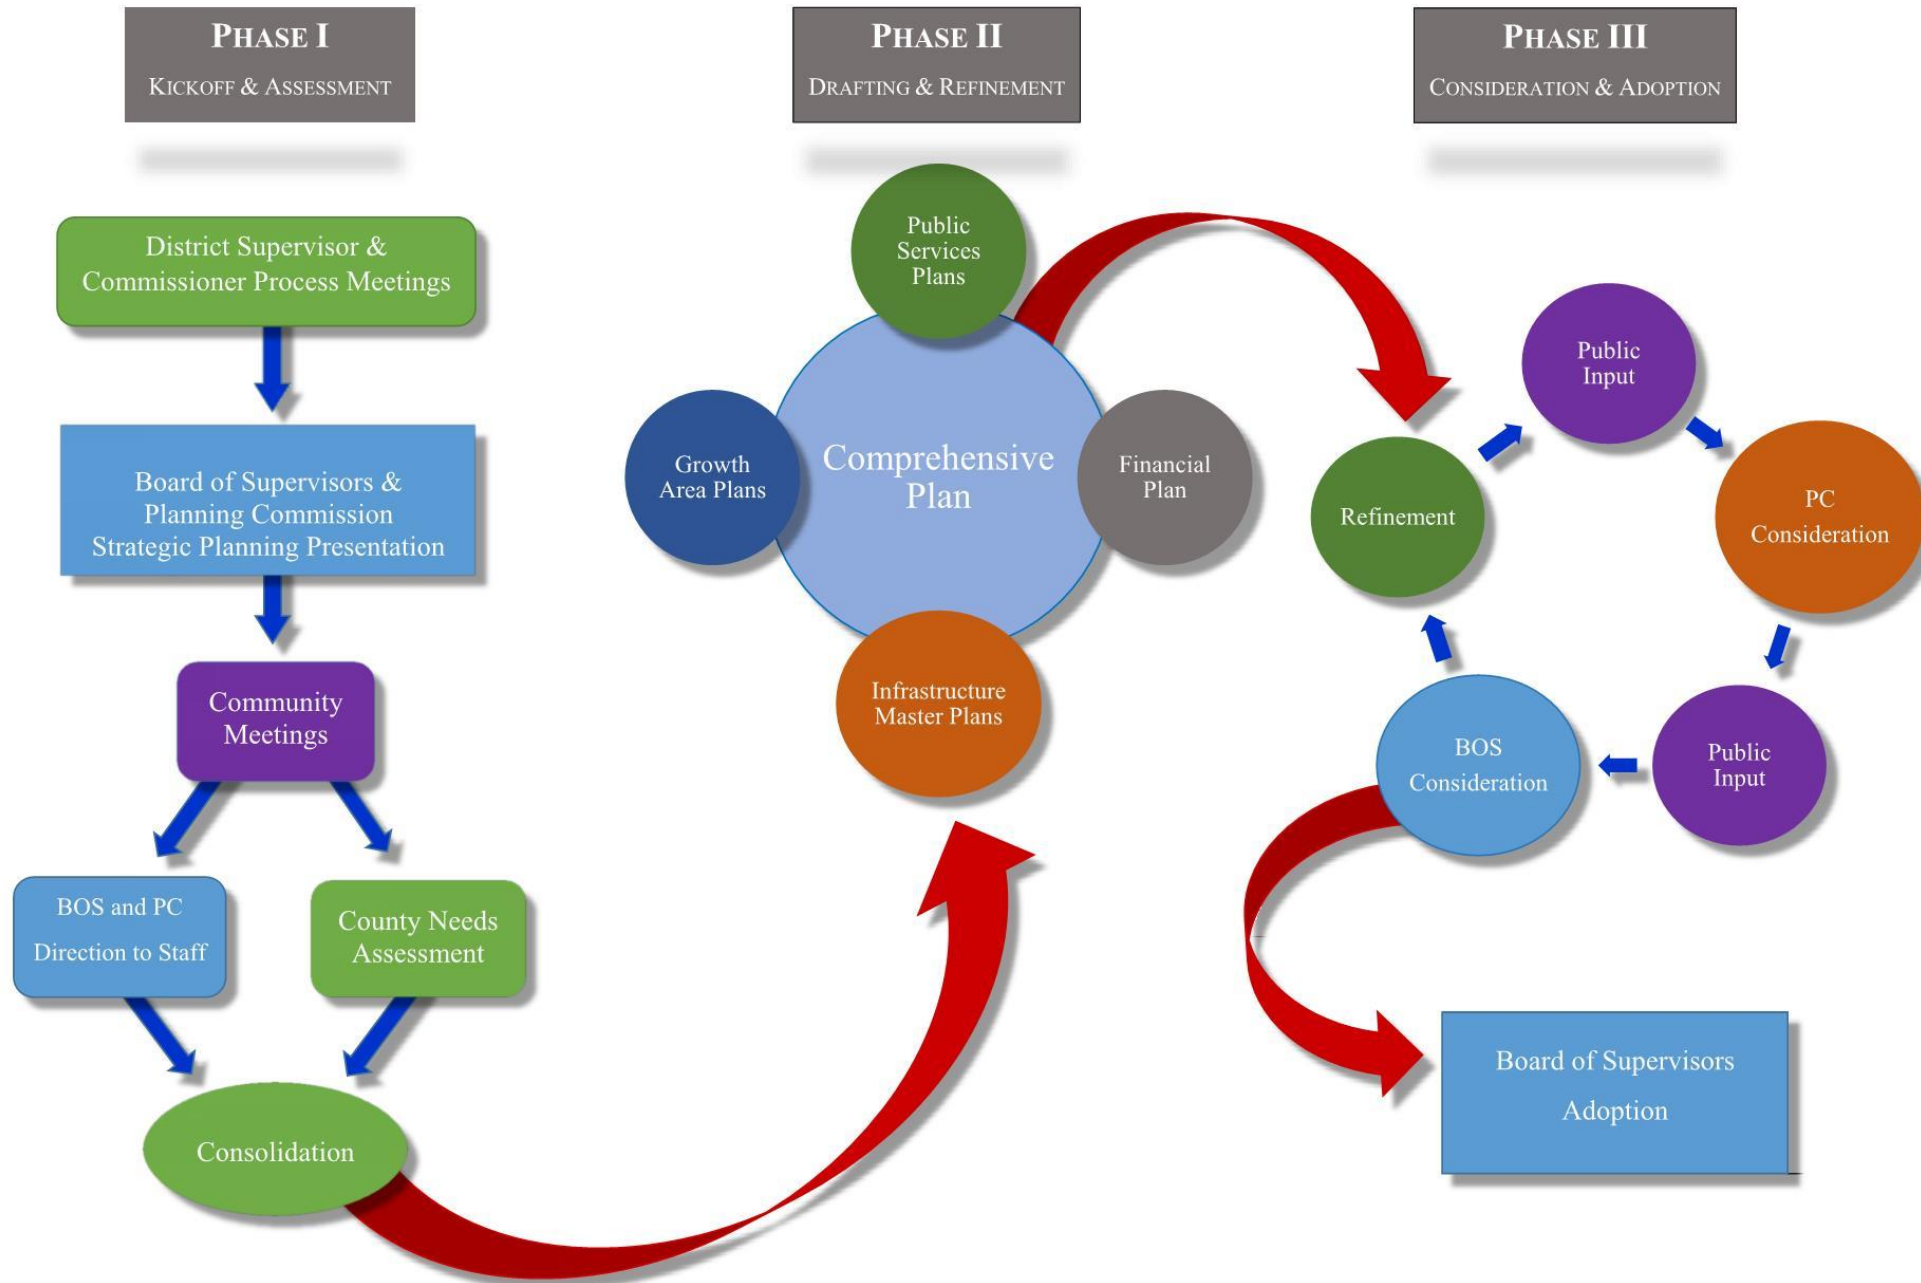 PHASE I
KICKOFF & ASSESSMENT
District Supervisor &
Commissioner Process Meetings
Board of Supervisors &
Planning Commission
Strategic Planning Presentation
Community
Meetings
BOS and PC
Direction to Staff
County Needs
Assessment
Consolidation
PHASE II
DRAFTING & REFINEMENT
Public
Services
Plans
Growth
Area Plans
Comprehensive
Plan
Financial
Plan
Infrastructure
Master Plans
PHASE III
CONSIDERATION & ADOPTION
Refinement
Public
Input
PC
Consideration
Public
Input
BOS
Consideration
Board of Supervisors
Adoption